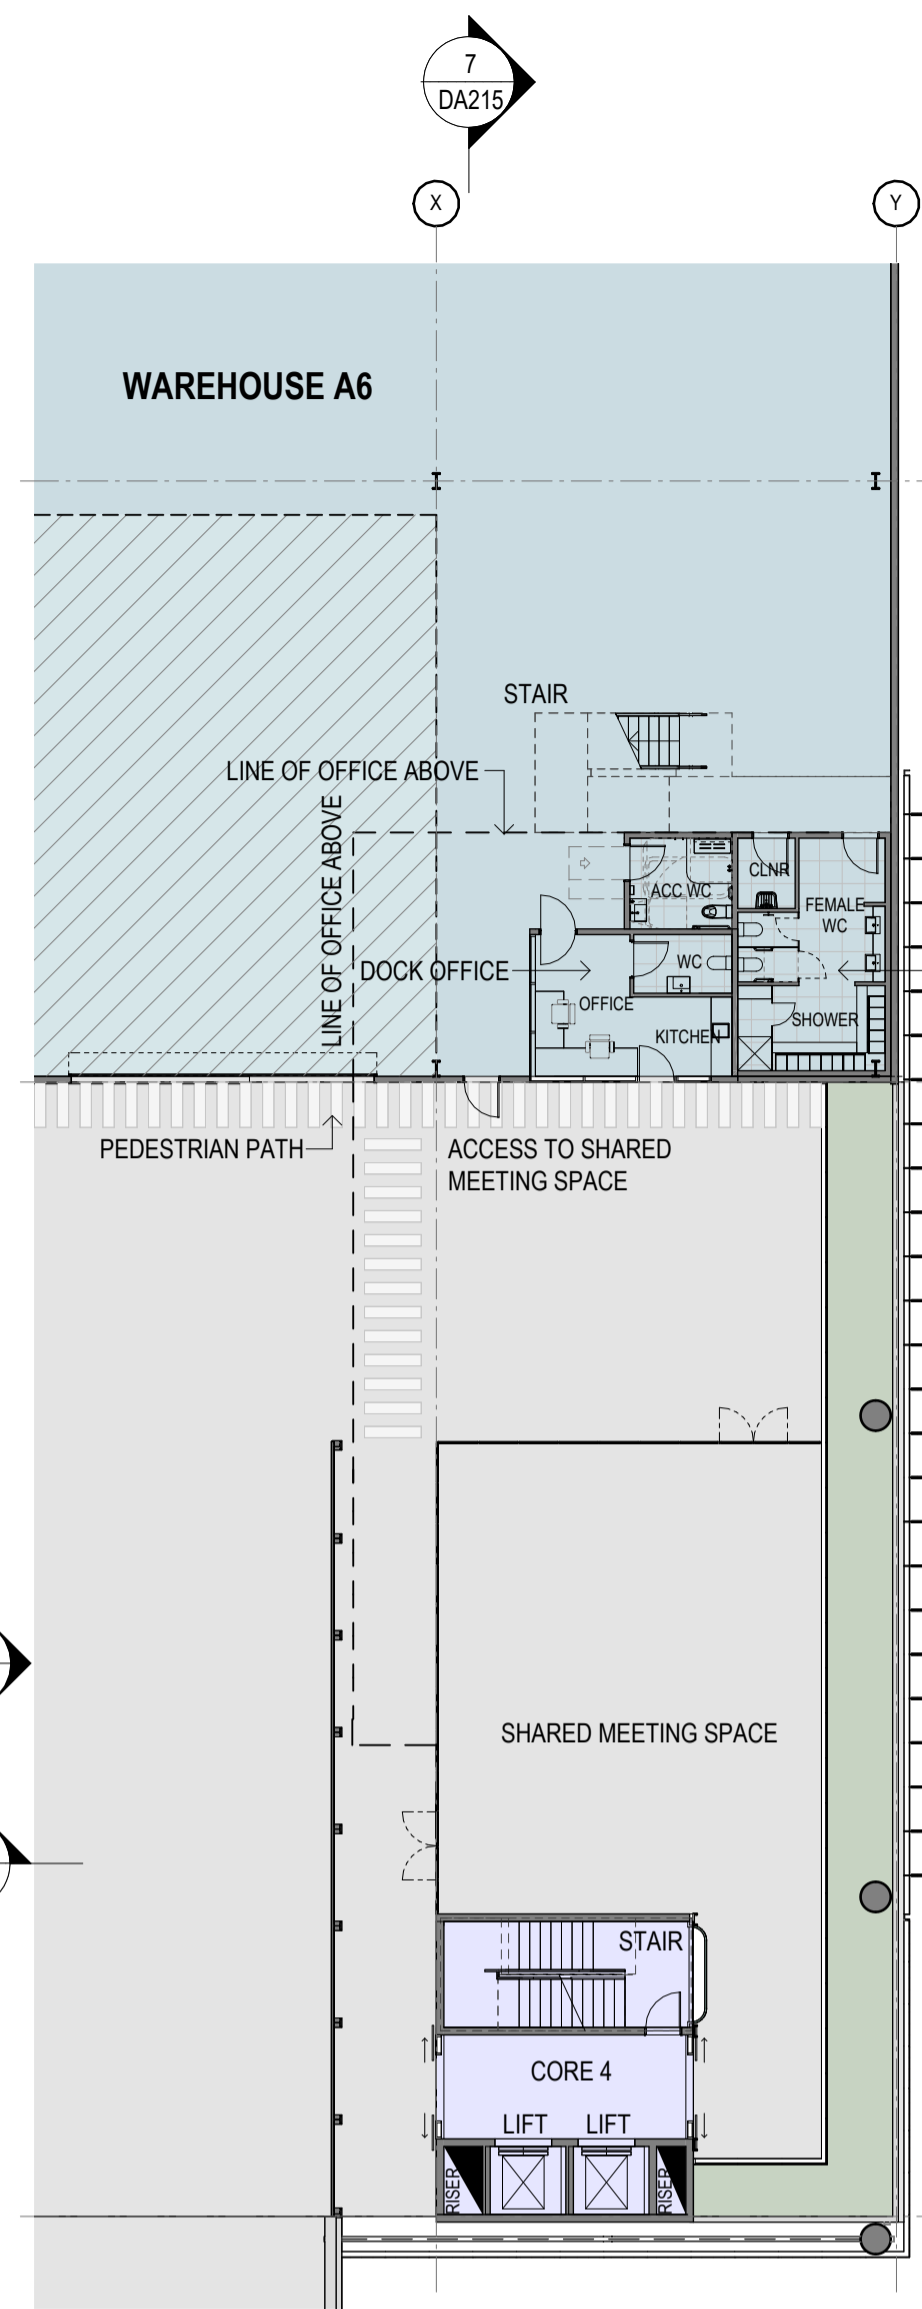 7
DA215
X
Y
WAREHOUSE A6
STAIR
LINE OF OFFICE ABOVE
LINE OF OFFICE ABOVE
CLNR
ACC WC
FEMALE
WC
WC
DOCK OFFICE
OFFICE
SHOWER
KITCHEN
PEDESTRIAN PATH
ACCESS TO SHARED
MEETING SPACE
SHARED MEETING SPACE
STAIR
CORE 4
LIFT
LIFT
RISER
RISER